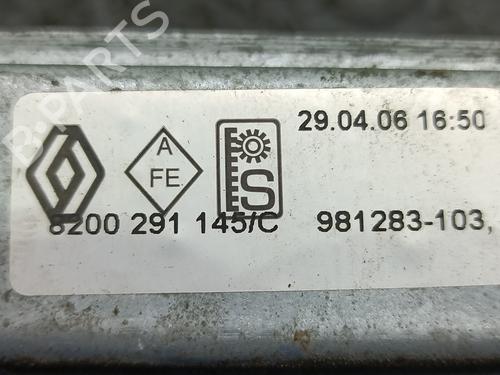 B-PARTS
29.04.06 16:50
A
FE
S
8200 291 145/C 981283-103,